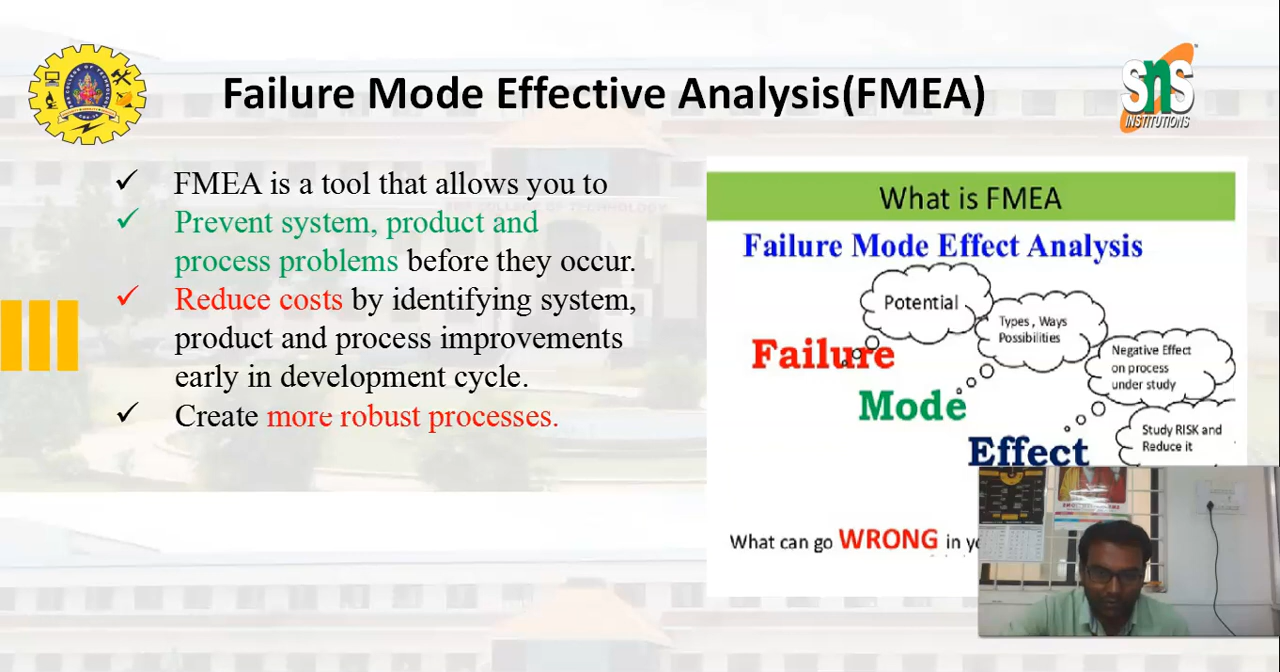 Failure Mode Effective Analysis(FMEA)
SnS
INSTITUTIONS
FMEA is a tool that allows you to
Prevent system, product and
process problems before they occur.
Reduce costs by identifying system,
product and process improvements
early in development cycle.
Create more robust processes.
What is FMEA
Failure Mode Effect Analysis
Potential
Types , Ways
Possibilities
Failure
Negative Effect
on process
under study
Mode
Study RISK and
Reduce it
Effect
What can go WRONG in